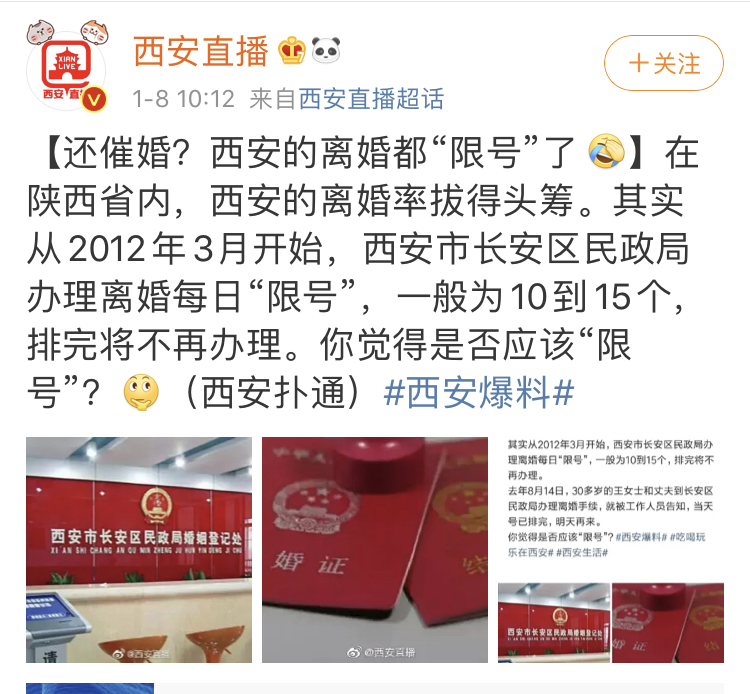 西安直播
XIAN
LIVE
西安直
1-8 10:12 来自西安直播超话
+关注
【还催婚？西安的离婚都“限号”了】在
陕西省内，西安的离婚率拔得头筹。其实
从2012年3月开始，西安市长安区民政局
办理离婚每日“限号”，一般为10到15个，
排完将不再办理。你觉得是否应该“限
号”？（西安扑通）#西安爆料#
西安市长安区民政局婚姻登记处
XI AN SHI CHANG AN QU MIN ZHENG JU HUN YIN DENG JI CHU
请
@西安直播
婚证
@西安直播
其实从2012年3月开始，西安市长安区民政局办
理离婚每日“限号”，一般为10到15个，排完将不
再办理。
去年8月14日，30多岁的王女士和丈夫到长安区
民政局办理离婚手续，就被工作人员告知，当天
号已排完，明天再来。
你觉得是否应该“限号”？#西安爆料# #吃喝玩
乐在西安# #西安生活#
西安市长安区民政局婚姻登记处
婚证